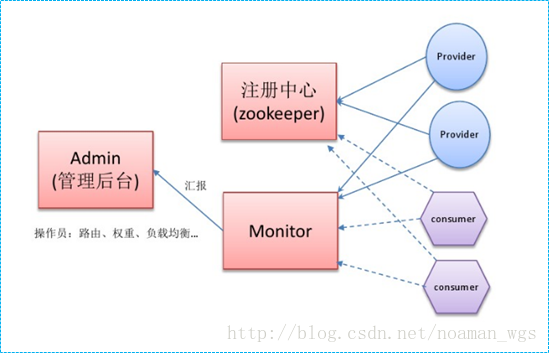 Provider
注册中心
(zookeeper)
Provider
Admin
(管理后台)
汇报
操作员：路由、权重、负载均衡...
Monitor
consumer
consumer
http://blog.csdn.net/noaman_wgs